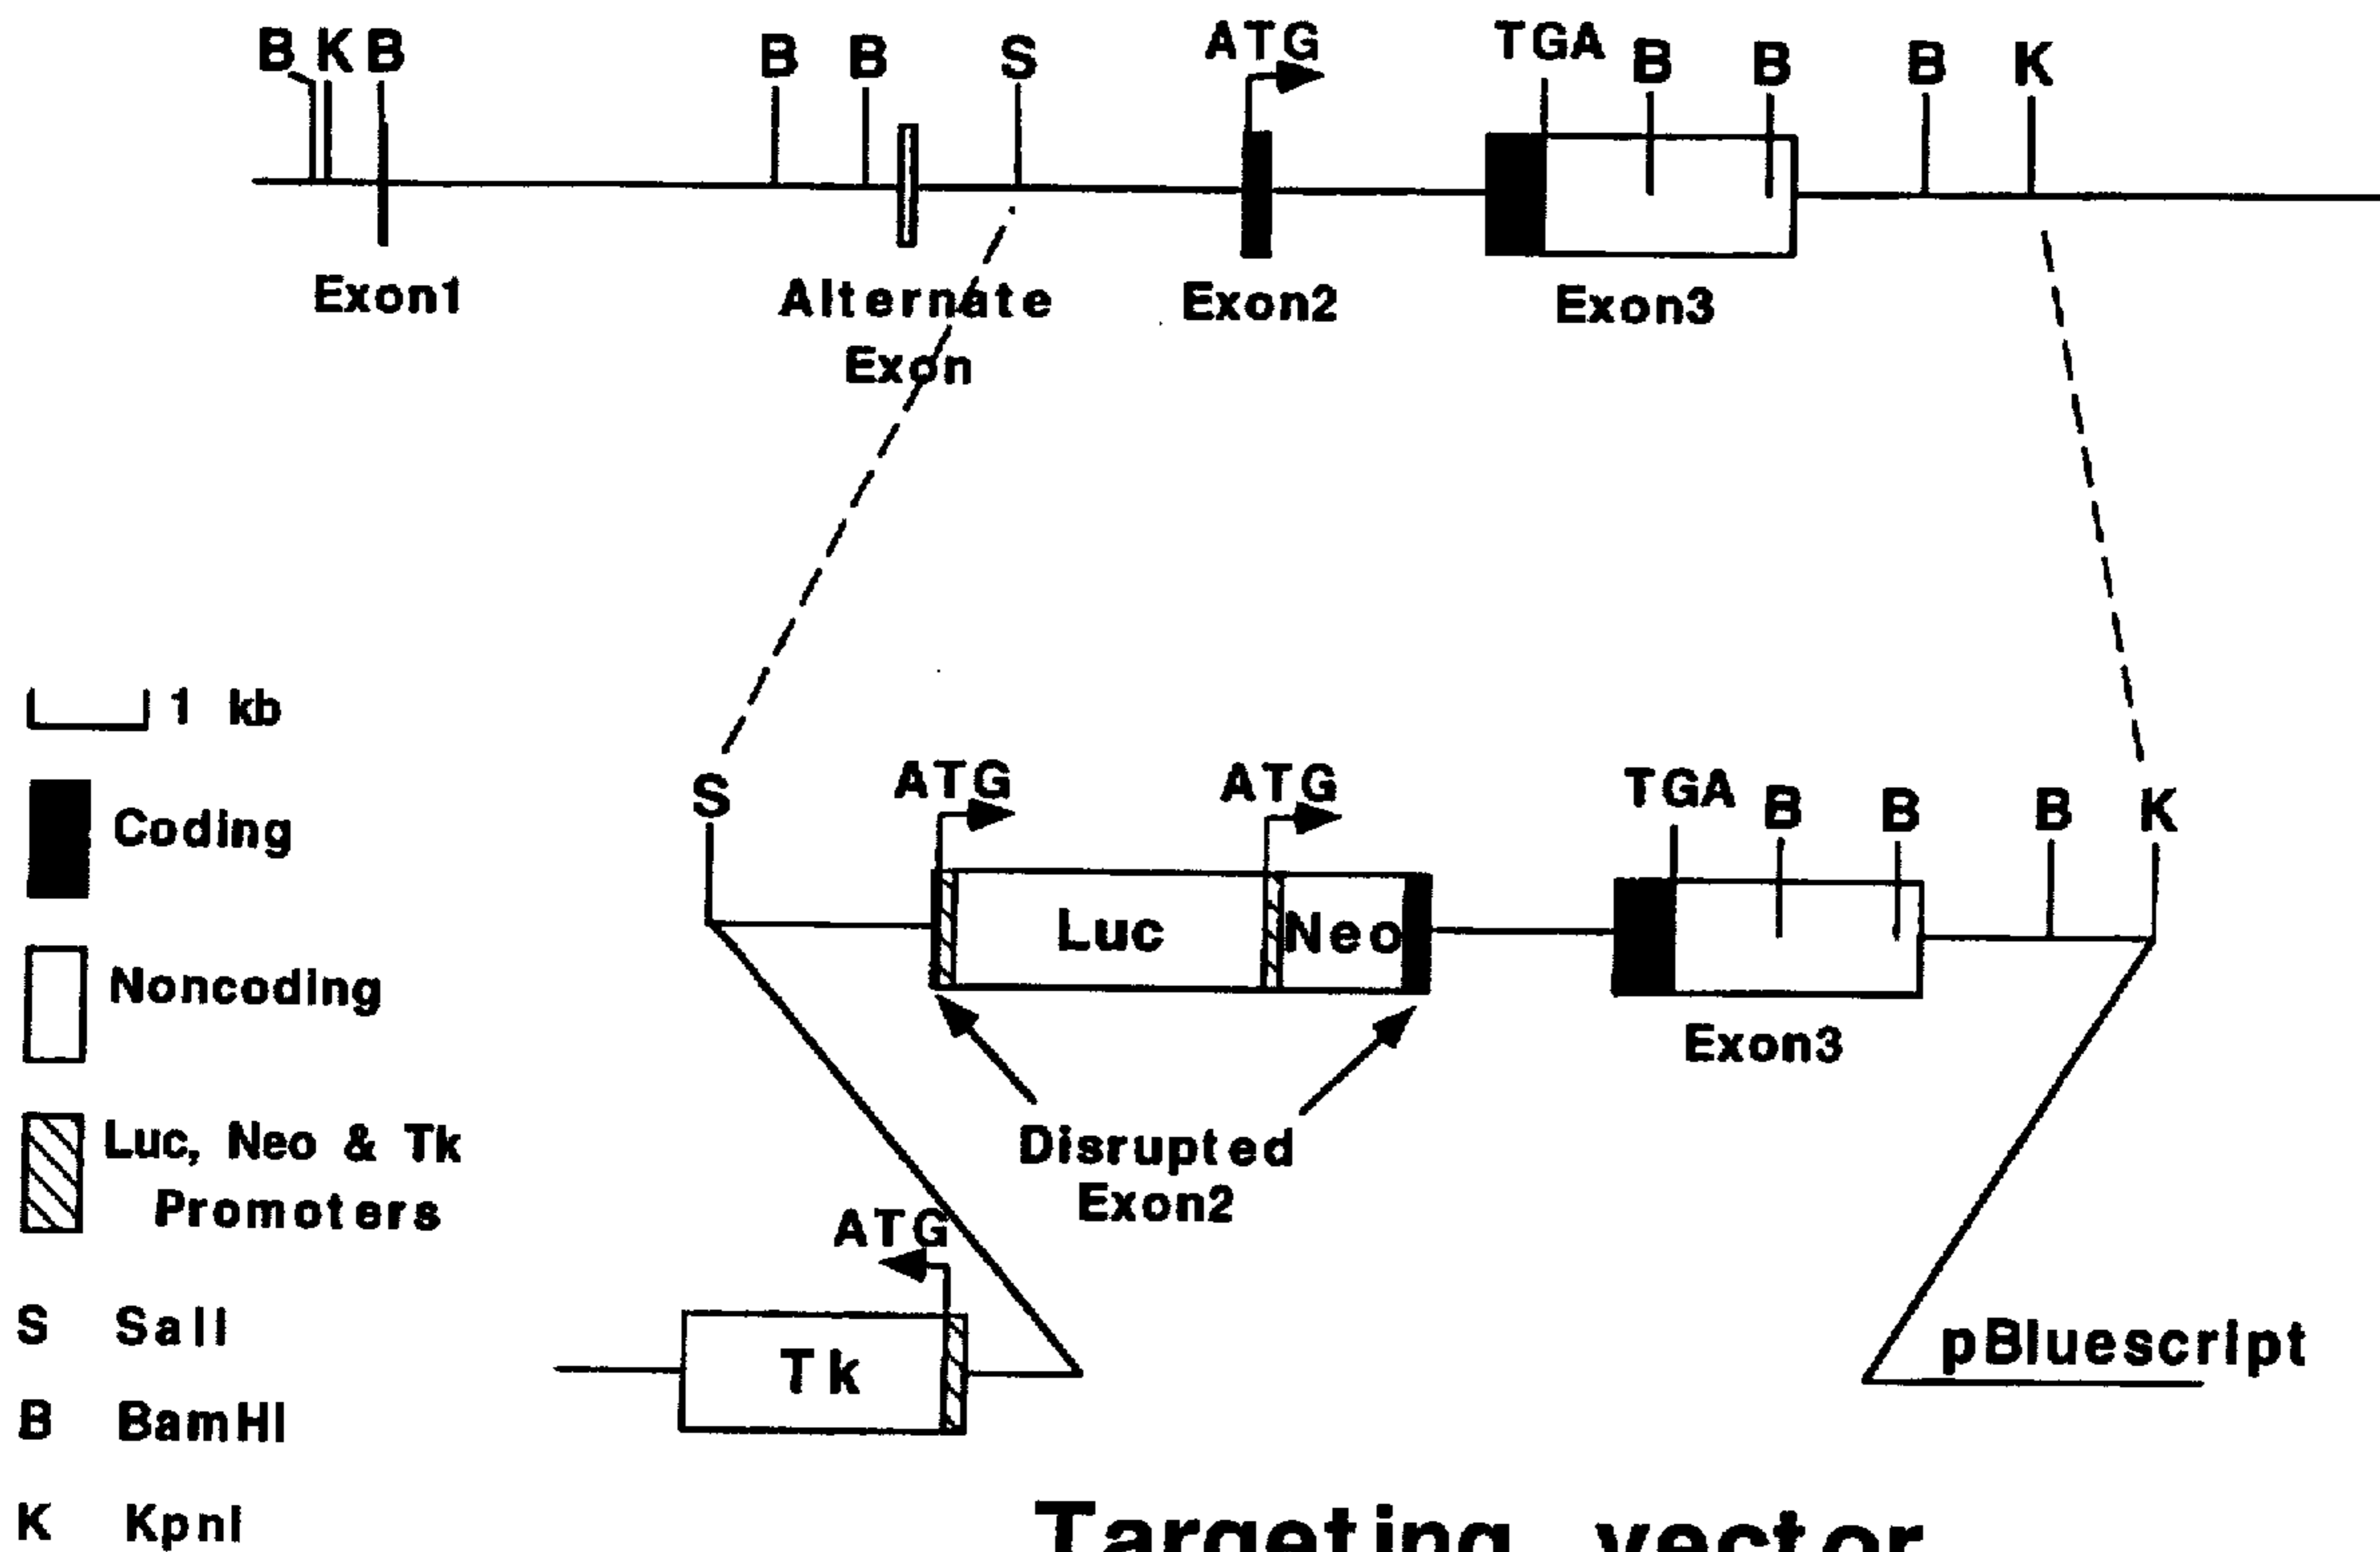 B K B B B S ATG TGA B B B K
Exon1 Alternate Exon2 Exon3
Exon
1 kb
S ATG ATG TGA B B B K
Coding
Luc Neo
Noncoding
Exon3
Luc, Neo & Tk
Promoters
Disrupted
Exon2
ATG
Tk
pBluescript
S SalI
B BamHI
K KpnI
Targeting vector